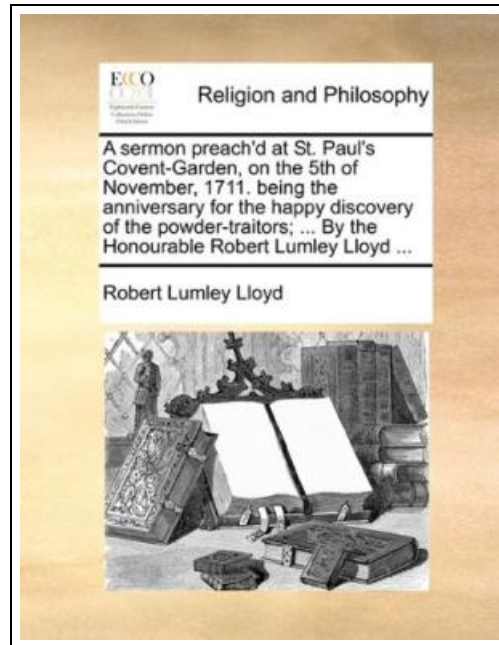 ECCO
Religion and Philosophy
A sermon preach'd at St. Paul's
Covent-Garden, on the 5th of
November, 1711. being the
anniversary for the happy discovery
of the powder-traitors; ... By the
Honourable Robert Lumley Lloyd ...
Robert Lumley Lloyd